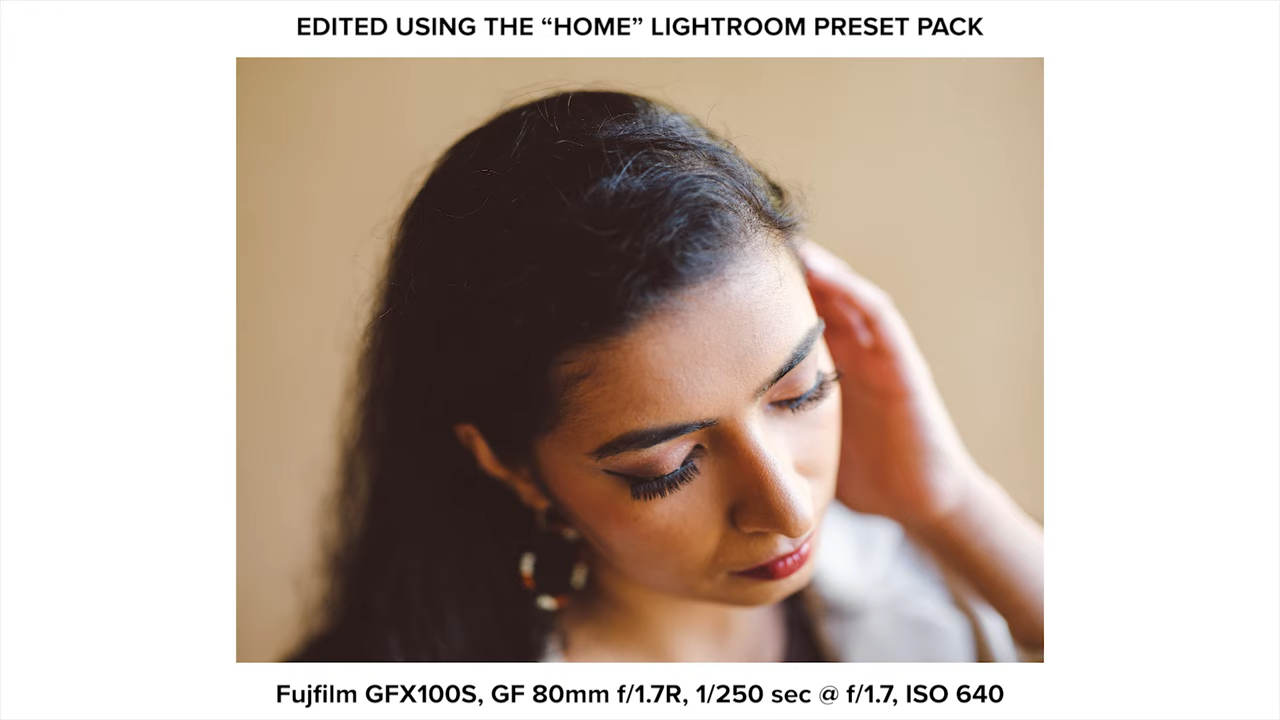 EDITED USING THE “HOME” LIGHTROOM PRESET PACK
Fujfilm GFX100S, GF 80mm f/1.7R, 1/250 sec @ f/1.7, ISO 640